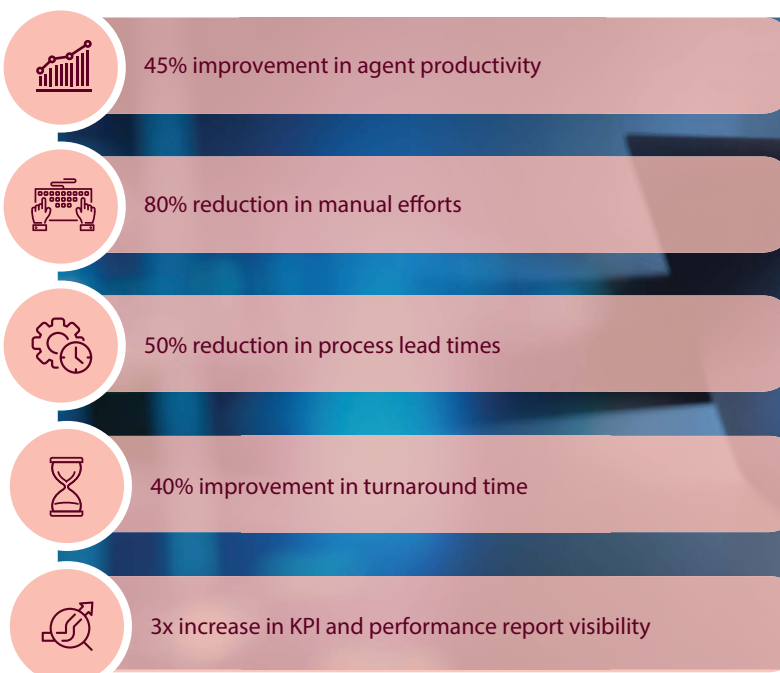 45% improvement in agent productivity
80% reduction in manual efforts
50% reduction in process lead times
40% improvement in turnaround time
3x increase in KPI and performance report visibility